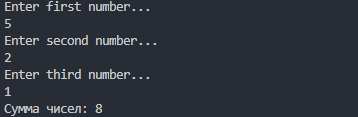 Enter first number...
5
Enter second number...
2
Enter third number...
1
Сумма чисел: 8